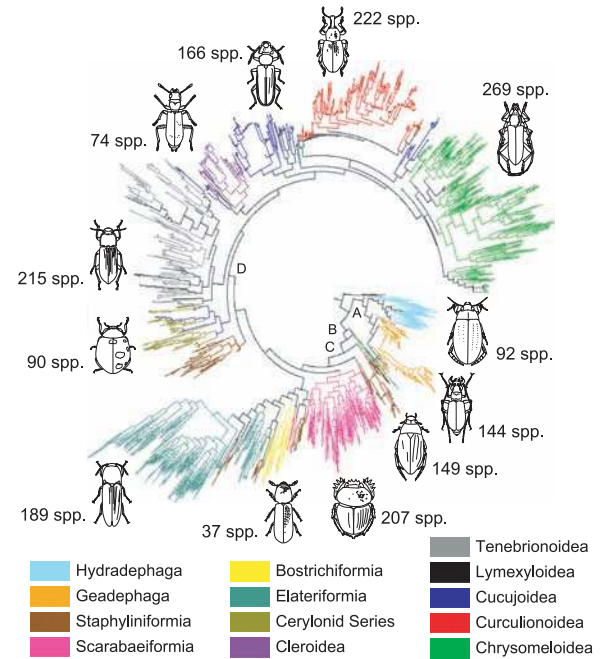 222 spp.
166 spp.
269 spp.
74 spp.
215 spp.
D
A
B
C
92 spp.
90 spp.
144 spp.
149 spp.
189 spp.
37 spp.
207 spp.
Hydradephaga
Geadephaga
Staphyliniformia
Scarabaeiformia
Bostrichiformia
Elateriformia
Cerylonid Series
Cleroidea
Tenebrionoidea
Lymexyloidea
Cucujoidea
Curculionoidea
Chrysomeloidea